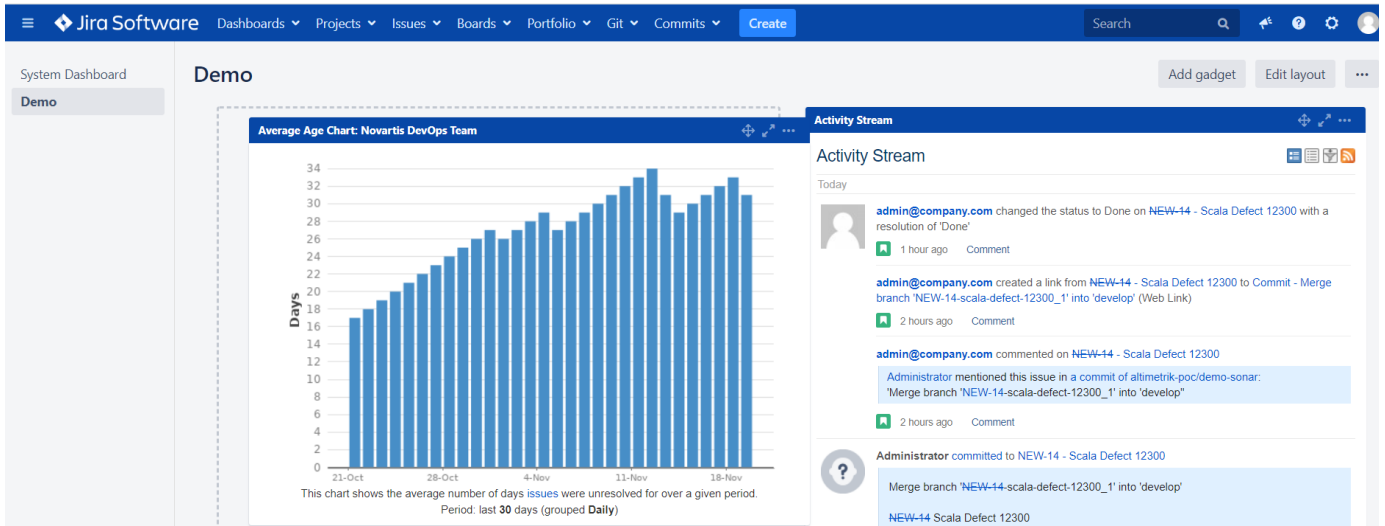 Jira Software Dashboards Projects Issues Boards Portfolio Git Commits Create Search
System Dashboard
Demo
Demo
Add gadget Edit layout
Average Age Chart: Novartis DevOps Team
34
32
30
28
26
24
22
20
18
16
14
12
10
8
6
4
2
0
Days
21-Oct 28-Oct 4-Nov 11-Nov 18-Nov
This chart shows the average number of days issues were unresolved for over a given period.
Period: last 30 days (grouped Daily)
Activity Stream
Activity Stream
Today
admin@company.com changed the status to Done on NEW-14 - Scala Defect 12300 with a
resolution of 'Done'
1 hour ago Comment
admin@company.com created a link from NEW-14 - Scala Defect 12300 to Commit - Merge
branch 'NEW-14-scala-defect-12300_1' into 'develop' (Web Link)
2 hours ago Comment
admin@company.com commented on NEW-14 - Scala Defect 12300
Administrator mentioned this issue in a commit of altimetrik-poc/demo-sonar:
'Merge branch 'NEW-14-scala-defect-12300_1' into 'develop''
2 hours ago Comment
Administrator committed to NEW-14 - Scala Defect 12300
Merge branch 'NEW-14-scala-defect-12300_1' into 'develop'
NEW-14 Scala Defect 12300